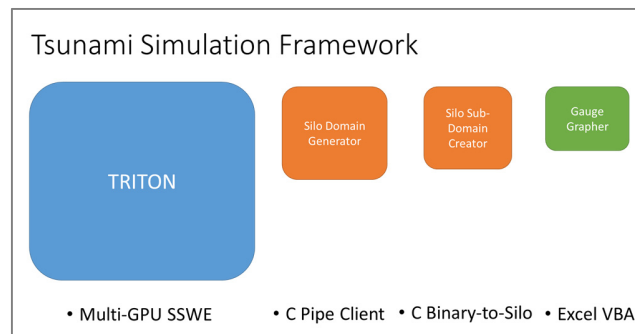 Tsunami Simulation Framework
TRITON
Silo Domain
Generator
Silo Sub-
Domain
Creator
Gauge
Grapher
• Multi-GPU SSWE
• C Pipe Client
• C Binary-to-Silo
• Excel VBA